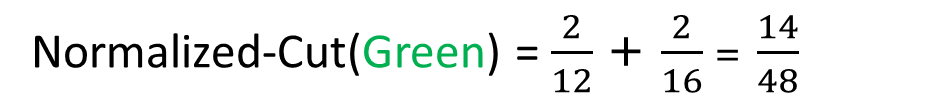 Normalized-Cut(Green) = 2/12 + 2/16 = 14/48